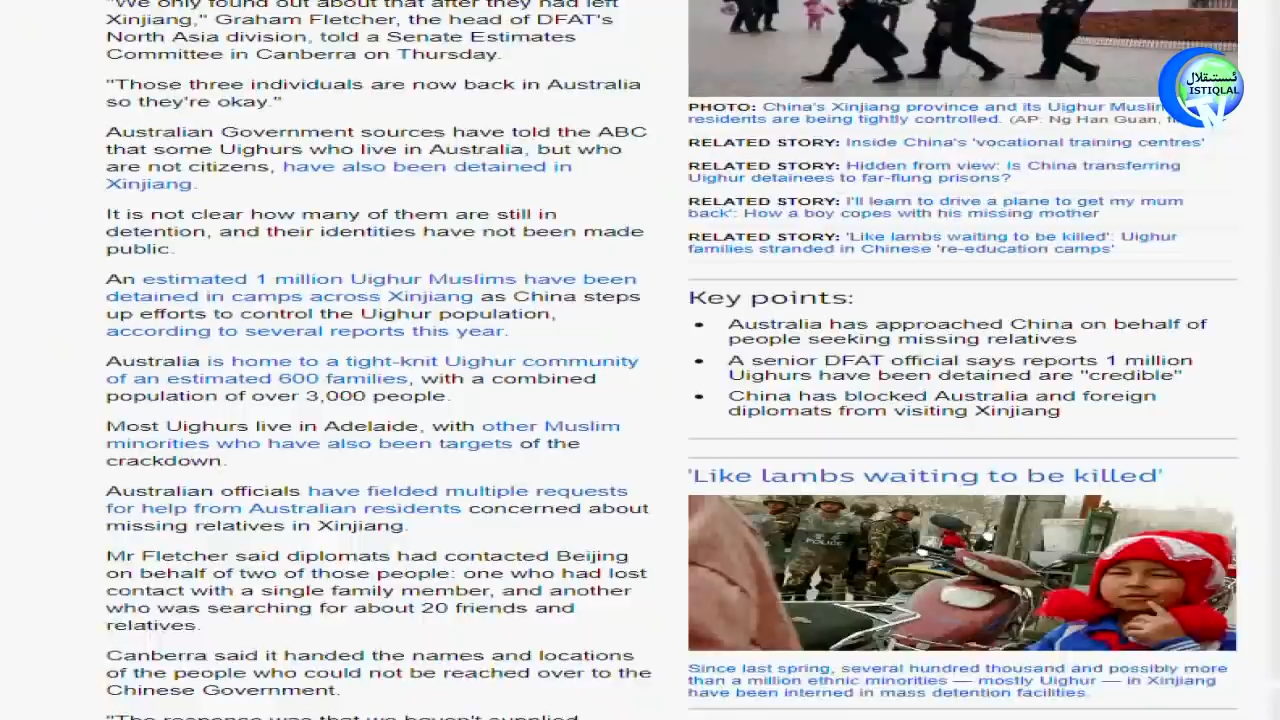 "We only found out about that after they had left
Xinjiang," Graham Fletcher, the head of DFAT's
North Asia division, told a Senate Estimates
Committee in Canberra on Thursday.
"Those three individuals are now back in Australia
so they're okay."
Australian Government sources have told the ABC
that some Uighurs who live in Australia, but who
are not citizens, have also been detained in
Xinjiang.
It is not clear how many of them are still in
detention, and their identities have not been made
public.
An estimated 1 million Uighur Muslims have been
detained in camps across Xinjiang as China steps
up efforts to control the Uighur population,
according to several reports this year.
Australia is home to a tight-knit Uighur community
of an estimated 600 families, with a combined
population of over 3,000 people.
Most Uighurs live in Adelaide, with other Muslim
minorities who have also been targets of the
crackdown.
Australian officials have fielded multiple requests
for help from Australian residents concerned about
missing relatives in Xinjiang.
Mr Fletcher said diplomats had contacted Beijing
on behalf of two of those people: one who had lost
contact with a single family member, and another
who was searching for about 20 friends and
relatives.
Canberra said it handed the names and locations
of the people who could not be reached over to the
Chinese Government.
"The response was that we haven't supplied
ئىستىقلال
ISTIQLAL
PHOTO: China's Xinjiang province and its Uighur Muslim
residents are being tightly controlled. (AP: Ng Han Guan,
RELATED STORY: Inside China's 'vocational training centres'
RELATED STORY: Hidden from view: Is China transferring
Uighur detainees to far-flung prisons?
RELATED STORY: 'I'll learn to drive a plane to get my mum
back': How a boy copes with his missing mother
RELATED STORY: 'Like lambs waiting to be killed': Uighur
families stranded in Chinese 're-education camps'
Key points:
• Australia has approached China on behalf of
people seeking missing relatives
• A senior DFAT official says reports 1 million
Uighurs have been detained are "credible"
• China has blocked Australia and foreign
diplomats from visiting Xinjiang
'Like lambs waiting to be killed'
POLICE
Since last spring, several hundred thousand and possibly more
than a million ethnic minorities — mostly Uighur — in Xinjiang
have been interned in mass detention facilities.